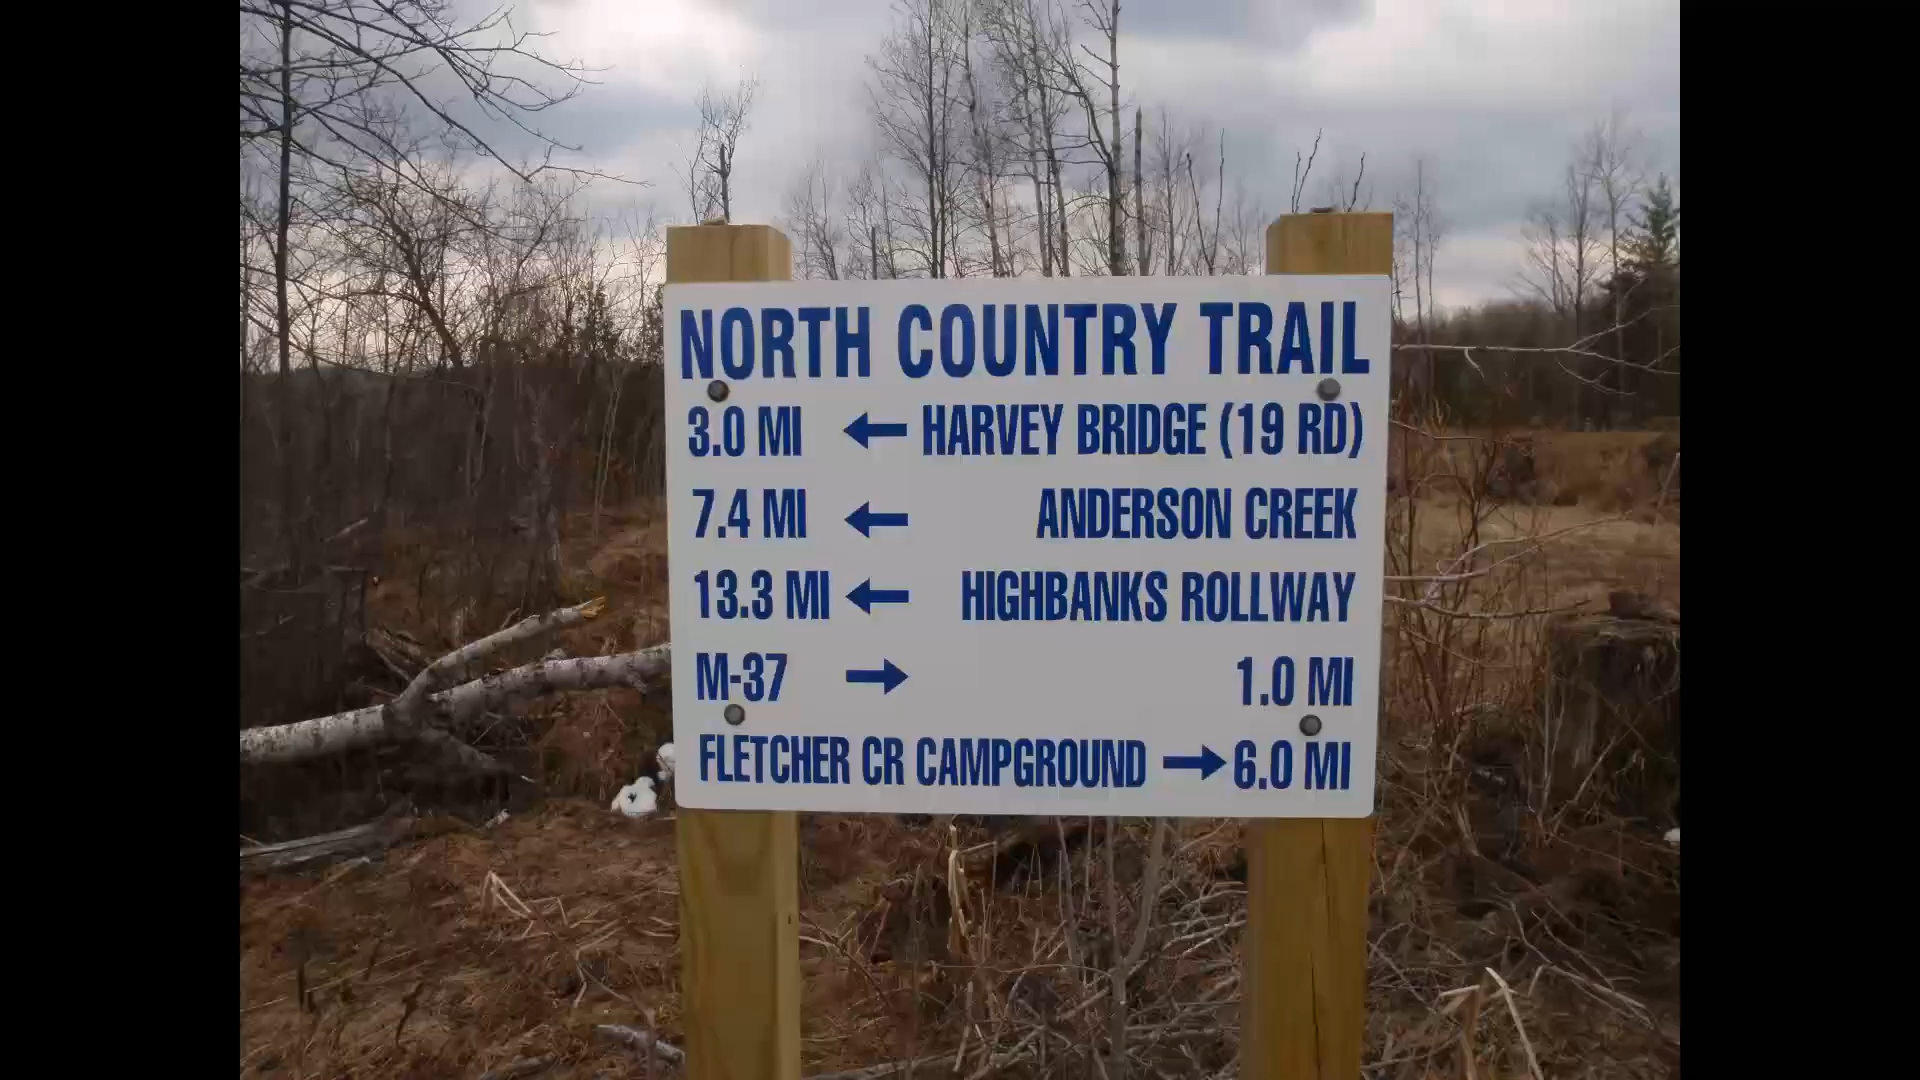 NORTH COUNTRY TRAIL
3.0 MI ← HARVEY BRIDGE (19 RD)
7.4 MI ← ANDERSON CREEK
13.3 MI ← HIGHBANKS ROLLWAY
M-37 → 1.0 MI
FLETCHER CR CAMPGROUND → 6.0 MI